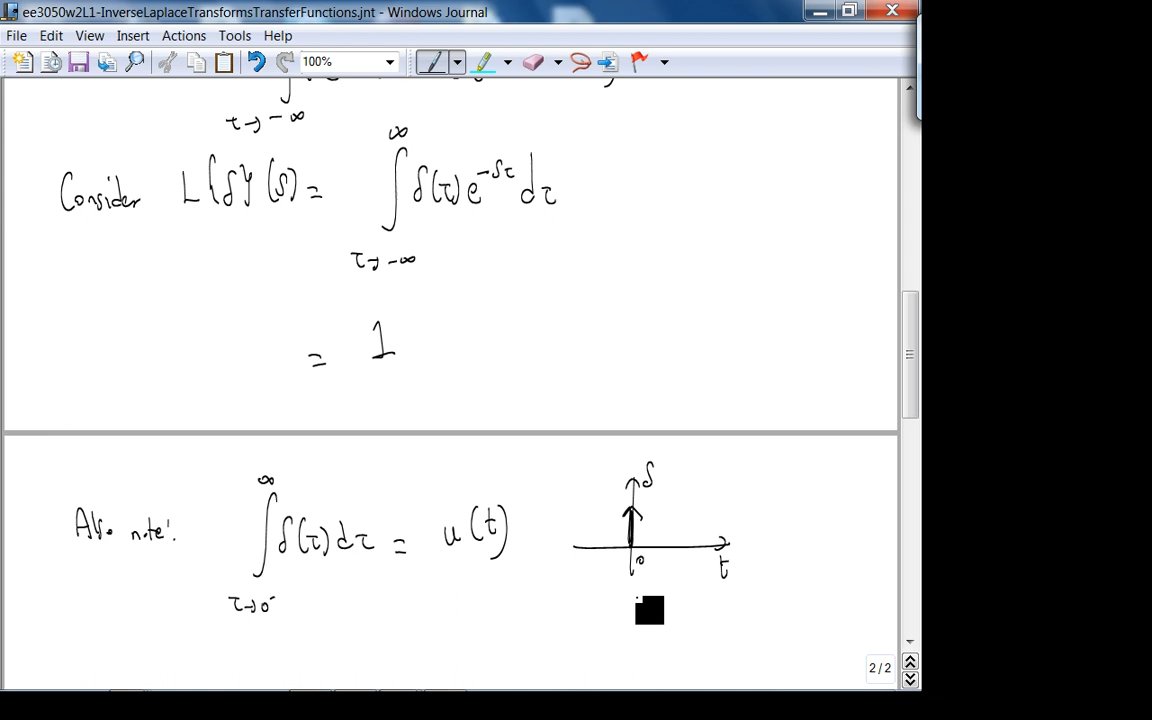 ee3050w2L1-InverseLaplaceTransformsTransferFunctions.jnt - Windows Journal
File Edit View Insert Actions Tools Help
100%
τ→ -∞
Consider L{δ}(s) = ∫ δ(τ) e^{-sτ} dτ
∞
τ→ -∞
= 1
Also note: ∫ δ(τ) dτ = u(t)
∞
τ→0⁻
δ
0
t
2 / 2